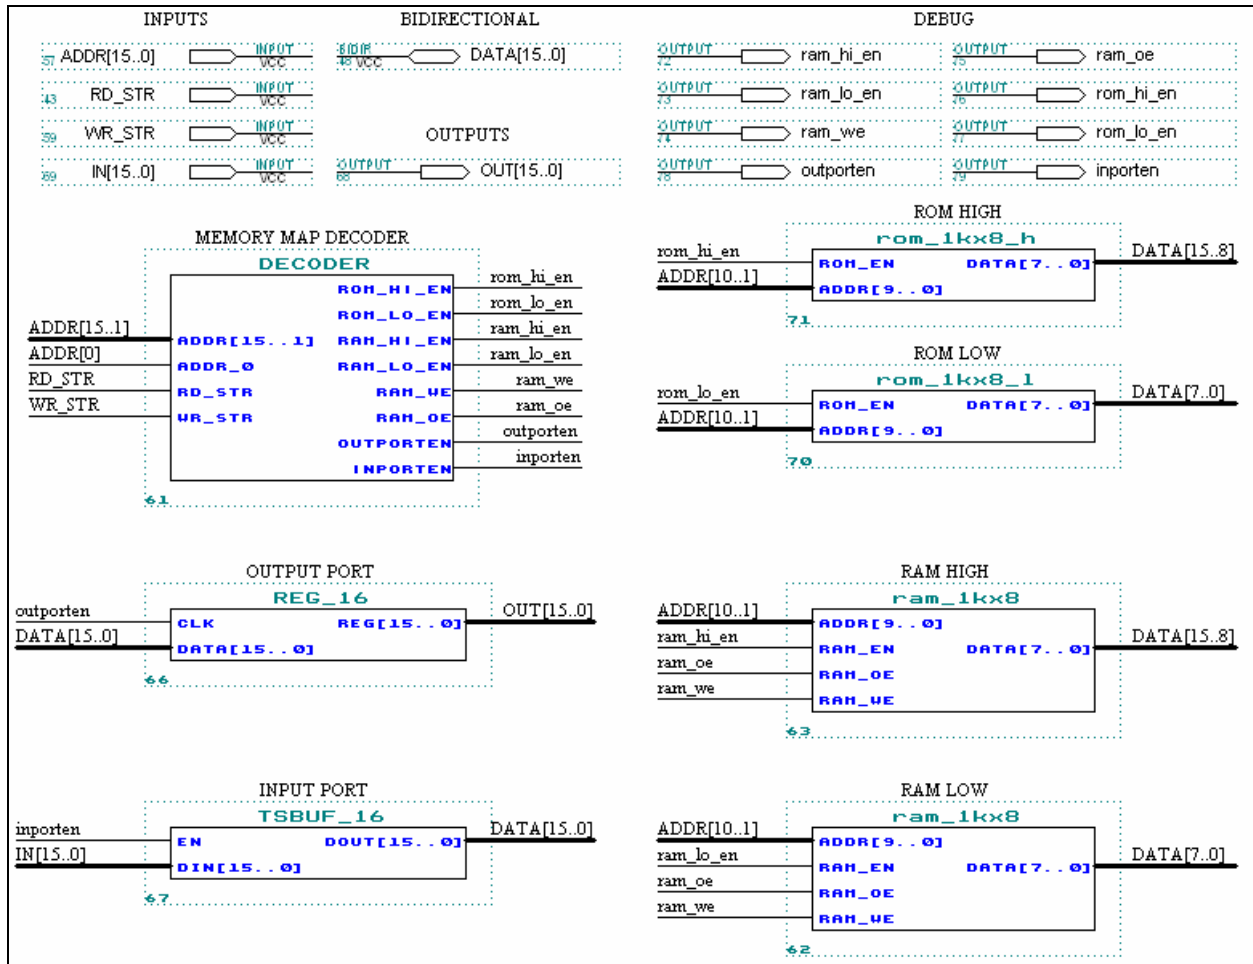 INPUTS
BIDIRECTIONAL
DEBUG
57 ADDR[15..0] INPUT VCC
BIDIR 48 VCC DATA[15..0]
OUTPUT 72 ram_hi_en
OUTPUT 75 ram_oe
43 RD_STR INPUT VCC
OUTPUT 73 ram_lo_en
OUTPUT 76 rom_hi_en
59 WR_STR INPUT VCC
OUTPUTS
OUTPUT 74 ram_we
OUTPUT 77 rom_lo_en
69 IN[15..0] INPUT VCC
OUTPUT 68 OUT[15..0]
OUTPUT 78 outporten
OUTPUT 79 inporten
MEMORY MAP DECODER
DECODER
ADDR[15..1]
ADDR[0]
RD_STR
WR_STR
ADDR[15..1]
ADDR_0
RD_STR
WR_STR
ROM_HI_EN
ROM_LO_EN
RAM_HI_EN
RAM_LO_EN
RAM_WE
RAM_OE
OUTPORTEN
INPORTEN
rom_hi_en
rom_lo_en
ram_hi_en
ram_lo_en
ram_we
ram_oe
outporten
inporten
61
ROM HIGH
rom_1kx8_h
rom_hi_en
ADDR[10..1]
ROM_EN DATA[7..0]
ADDR[9..0]
DATA[15..8]
71
ROM LOW
rom_1kx8_l
rom_lo_en
ADDR[10..1]
ROM_EN DATA[7..0]
ADDR[9..0]
DATA[7..0]
70
OUTPUT PORT
REG_16
outporten
DATA[15..0]
CLK REG[15..0]
DATA[15..0]
OUT[15..0]
66
RAM HIGH
ram_1kx8
ADDR[10..1]
ram_hi_en
ram_oe
ram_we
ADDR[9..0]
RAM_EN DATA[7..0]
RAM_OE
RAM_WE
DATA[15..8]
63
INPUT PORT
TSBUF_16
inporten
IN[15..0]
EN DOUT[15..0]
DIN[15..0]
DATA[15..0]
67
RAM LOW
ram_1kx8
ADDR[10..1]
ram_lo_en
ram_oe
ram_we
ADDR[9..0]
RAM_EN DATA[7..0]
RAM_OE
RAM_WE
DATA[7..0]
62